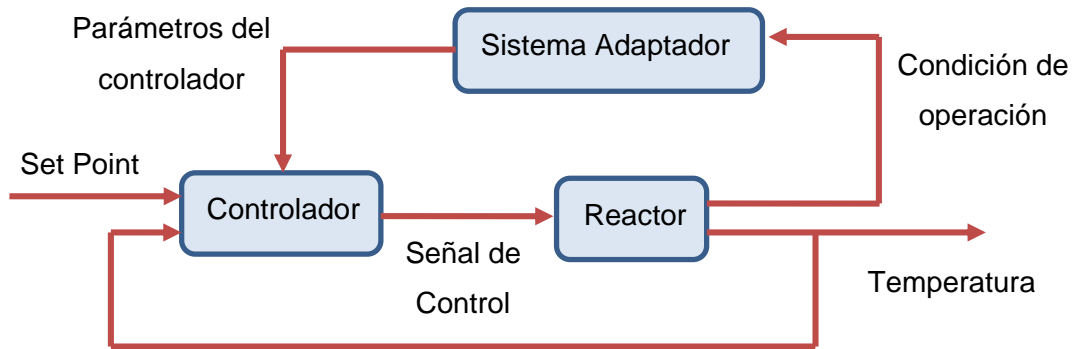 Parámetros del
controlador
Sistema Adaptador
Condición de
operación
Set Point
Controlador
Reactor
Señal de
Control
Temperatura